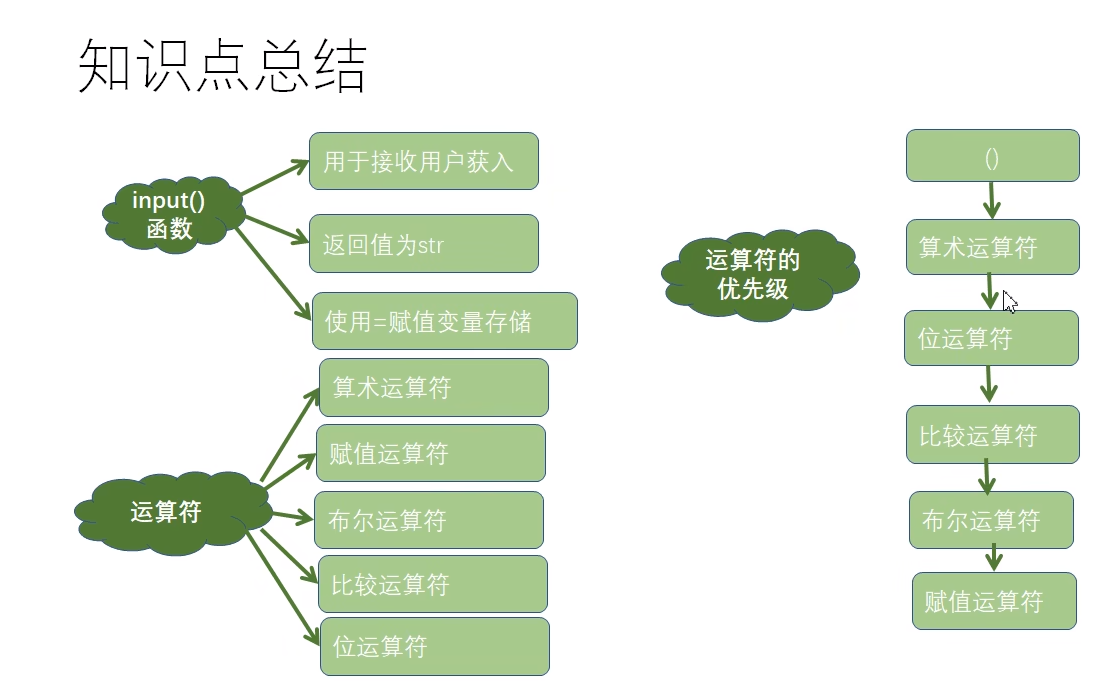 知识点总结
input()
函数
用于接收用户获入
返回值为str
使用=赋值变量存储
运算符
算术运算符
赋值运算符
布尔运算符
比较运算符
位运算符
运算符的
优先级
()
算术运算符
位运算符
比较运算符
布尔运算符
赋值运算符